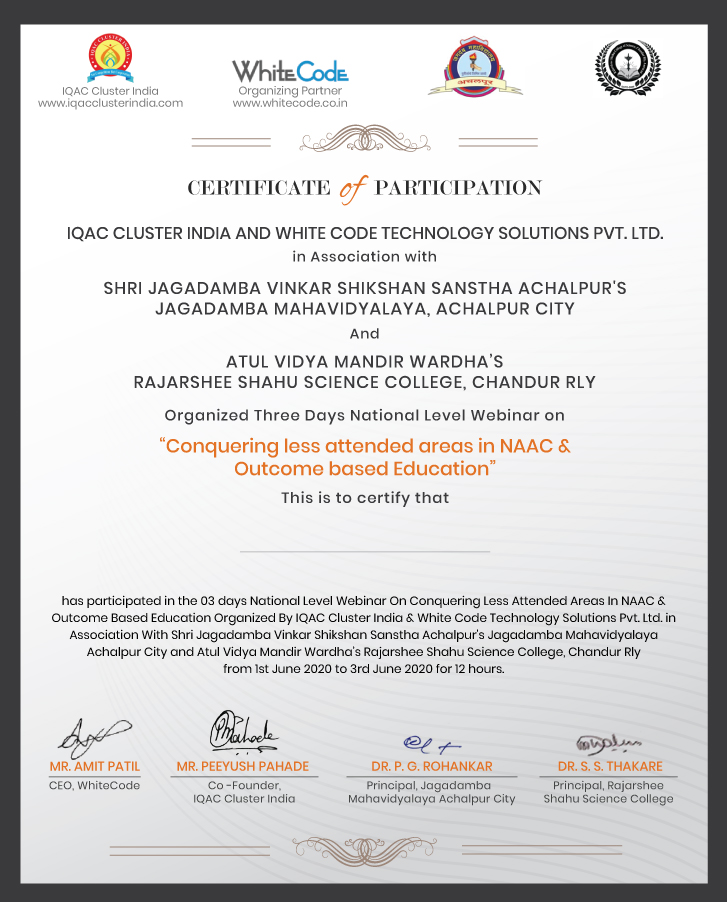 IQAC CLUSTER INDIA
IQAC Cluster India
www.iqacclusterindia.com
WhiteCode
Organizing Partner
www.whitecode.co.in
अचलपूर
CERTIFICATE of PARTICIPATION
IQAC CLUSTER INDIA AND WHITE CODE TECHNOLOGY SOLUTIONS PVT. LTD.
in Association with
SHRI JAGADAMBA VINKAR SHIKSHAN SANSTHA ACHALPUR'S
JAGADAMBA MAHAVIDYALAYA, ACHALPUR CITY
And
ATUL VIDYA MANDIR WARDHA'S
RAJARSHEE SHAHU SCIENCE COLLEGE, CHANDUR RLY
Organized Three Days National Level Webinar on
“Conquering less attended areas in NAAC &
Outcome based Education”
This is to certify that
has participated in the 03 days National Level Webinar On Conquering Less Attended Areas In NAAC &
Outcome Based Education Organized By IQAC Cluster India & White Code Technology Solutions Pvt. Ltd. in
Association With Shri Jagadamba Vinkar Shikshan Sanstha Achalpur's Jagadamba Mahavidyalaya
Achalpur City and Atul Vidya Mandir Wardha's Rajarshee Shahu Science College, Chandur Rly
from 1st June 2020 to 3rd June 2020 for 12 hours.
MR. AMIT PATIL
CEO, WhiteCode
MR. PEEYUSH PAHADE
Co -Founder,
IQAC Cluster India
DR. P. G. ROHANKAR
Principal, Jagadamba
Mahavidyalaya Achalpur City
DR. S. S. THAKARE
Principal, Rajarshee
Shahu Science College